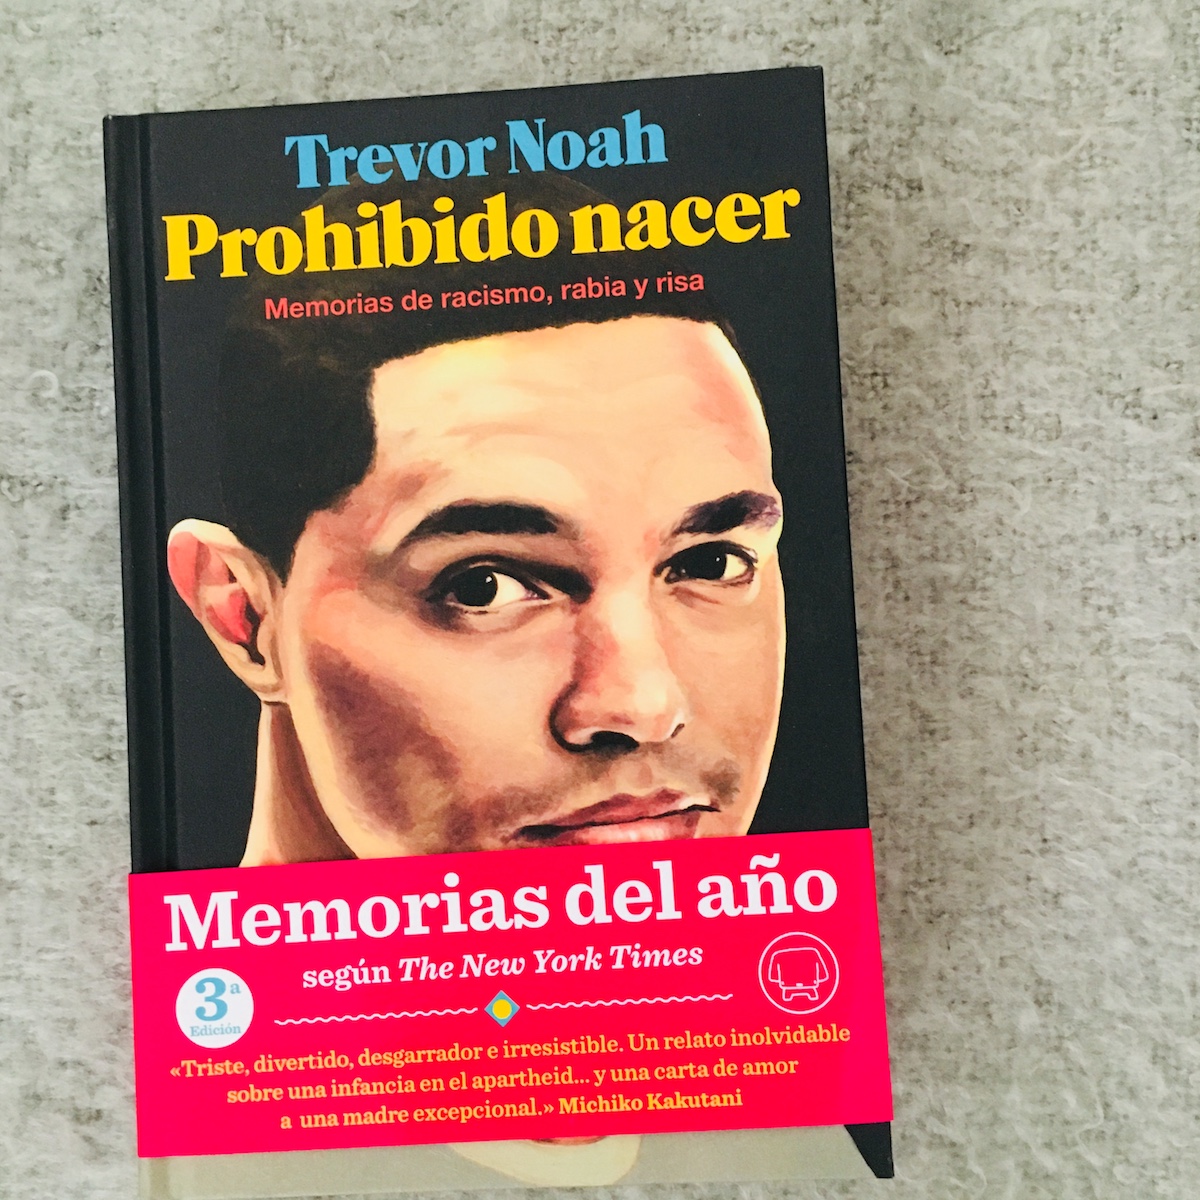 Trevor Noah
Prohibido nacer
Memorias de racismo, rabia y risa
Memorias del año
según The New York Times
3ª
Edición
«Triste, divertido, desgarrador e irresistible. Un relato inolvidable
sobre una infancia en el apartheid... y una carta de amor
a una madre excepcional.» Michiko Kakutani